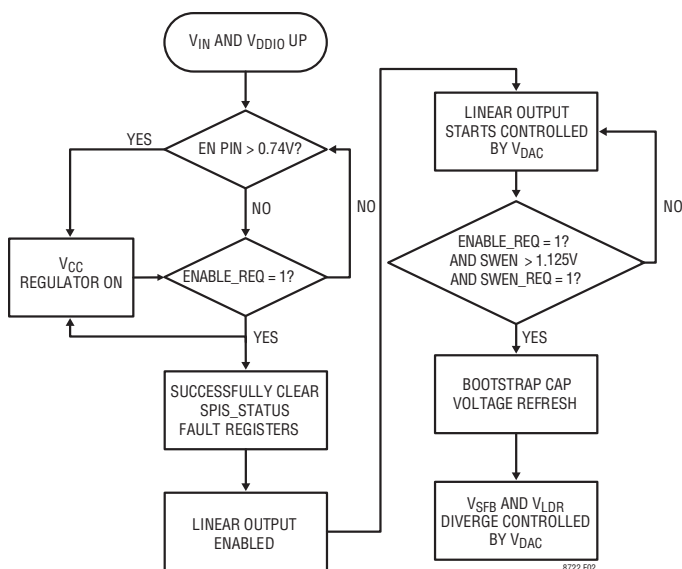 VIN AND VDDIO UP
EN PIN > 0.74V?
YES
NO
NO
VCC
REGULATOR ON
ENABLE_REQ = 1?
YES
SUCCESSFULLY CLEAR
SPIS_STATUS
FAULT REGISTERS
LINEAR OUTPUT
ENABLED
LINEAR OUTPUT
STARTS CONTROLLED
BY VDAC
NO
ENABLE_REQ = 1?
AND SWEN > 1.125V
AND SWEN_REQ = 1?
YES
BOOTSTRAP CAP
VOLTAGE REFRESH
VSFB AND VLDR
DIVERGE CONTROLLED
BY VDAC
8722 F02